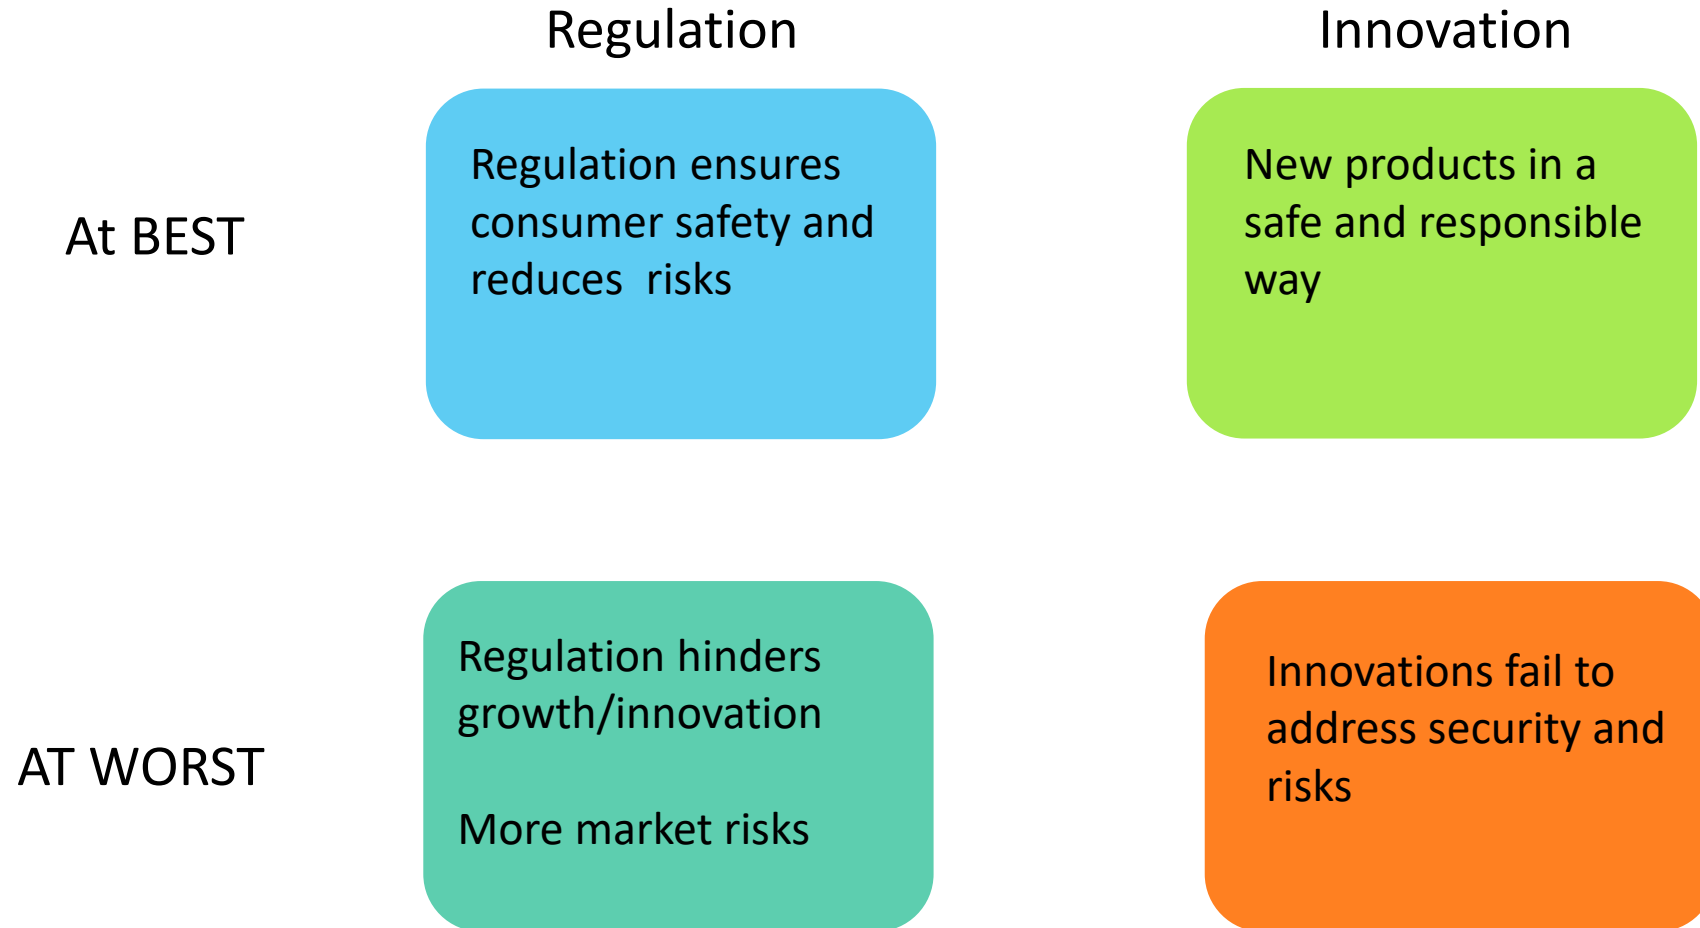 Regulation
Innovation
At BEST
Regulation ensures
consumer safety and
reduces  risks
New products in a
safe and responsible
way
AT WORST
Regulation hinders
growth/innovation
More market risks
Innovations fail to
address security and
risks